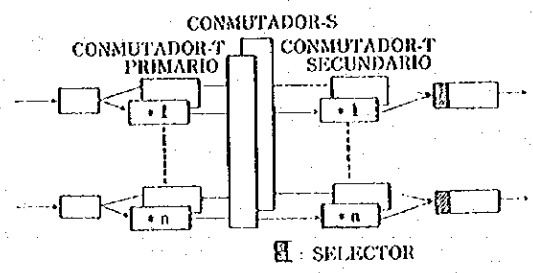 CONMUTADOR-S
CONMUTADOR-T
PRIMARIO
CONMUTADOR-T
SECUNDARIO
* 1
* 1
* n
* n
: SELECTOR